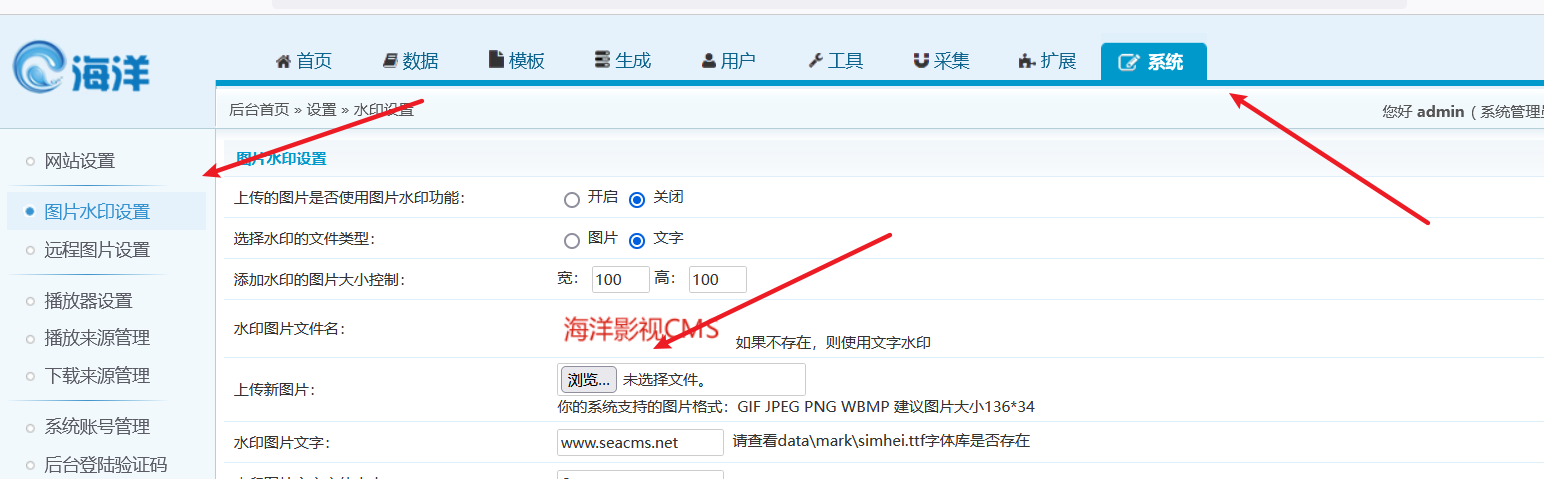 海洋
首页 数据 模板 生成 用户 工具 采集 扩展 系统
后台首页 » 设置 » 水印设置
您好 admin（ 系统管理员
网站设置
图片水印设置
远程图片设置
播放器设置
播放来源管理
下载来源管理
系统账号管理
后台登陆验证码
图片水印设置
上传的图片是否使用图片水印功能： 开启 关闭
选择水印的文件类型： 图片 文字
添加水印的图片大小控制： 宽： 100 高： 100
水印图片文件名： 海洋影视CMS 如果不存在，则使用文字水印
上传新图片： 浏览... 未选择文件。
你的系统支持的图片格式：GIF JPEG PNG WBMP 建议图片大小136*34
水印图片文字： www.seacms.net 请查看data\mark\simhei.ttf字体库是否存在